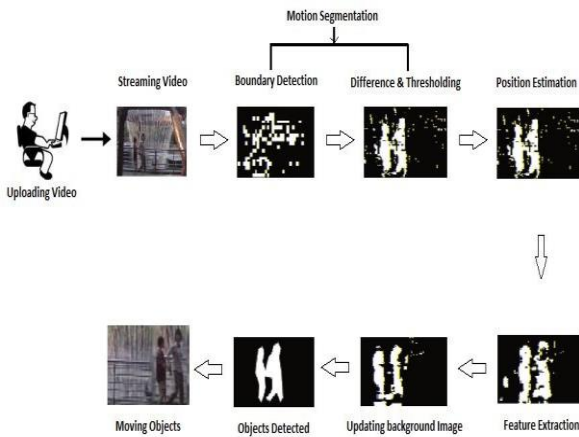 Motion Segmentation
Streaming Video
Boundary Detection
Difference & Thresholding
Position Estimation
Uploading Video
Moving Objects
Objects Detected
Updating background Image
Feature Extraction